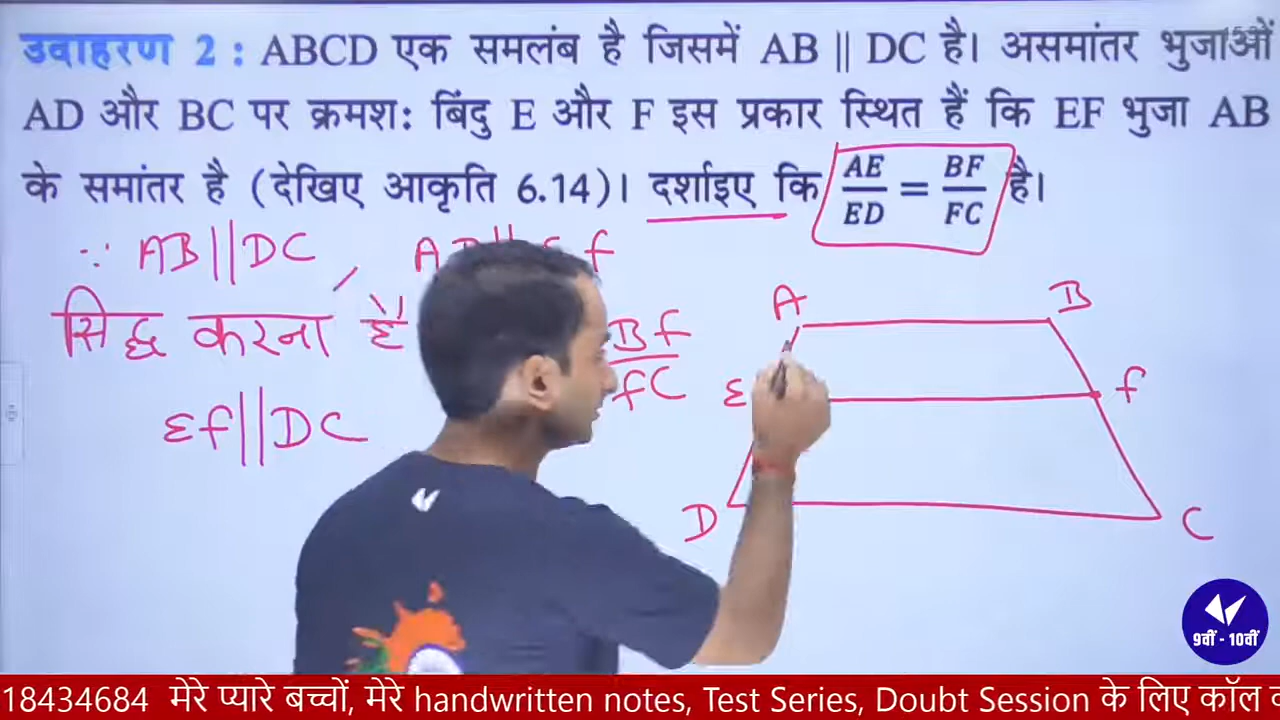 उदाहरण 2 : ABCD एक समलंब है जिसमें AB || DC है। असमांतर भुजाओं
AD और BC पर क्रमशः बिंदु E और F इस प्रकार स्थित हैं कि EF भुजा AB
के समांतर है (देखिए आकृति 6.14)। दर्शाइए कि AE/ED = BF/FC है।
∵ AB||DC,
सिद्ध करना है Bf/fC
Ef||DC
A B
E f
D C
9वीं - 10वीं
18434684 मेरे प्यारे बच्चों, मेरे handwritten notes, Test Series, Doubt Session के लिए कॉल